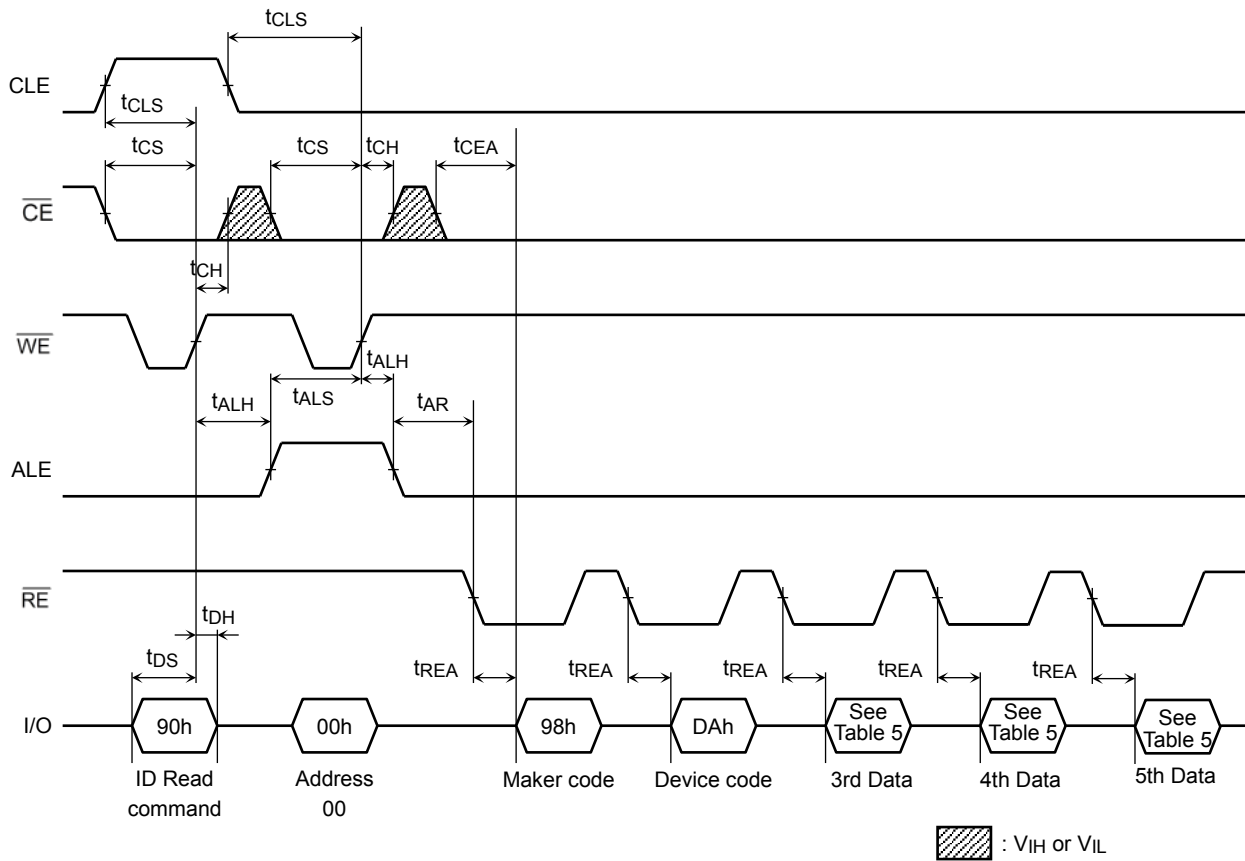 tCLS
CLE
tCLS
tCS
tCS
tCH
tCEA
CE
tCH
WE
tALH
tALH
tALS
tAR
ALE
RE
tDH
tDS
tREA
tREA
tREA
tREA
tREA
I/O
90h
00h
98h
DAh
See
Table 5
See
Table 5
See
Table 5
ID Read
command
Address
00
Maker code
Device code
3rd Data
4th Data
5th Data
: VIH or VIL